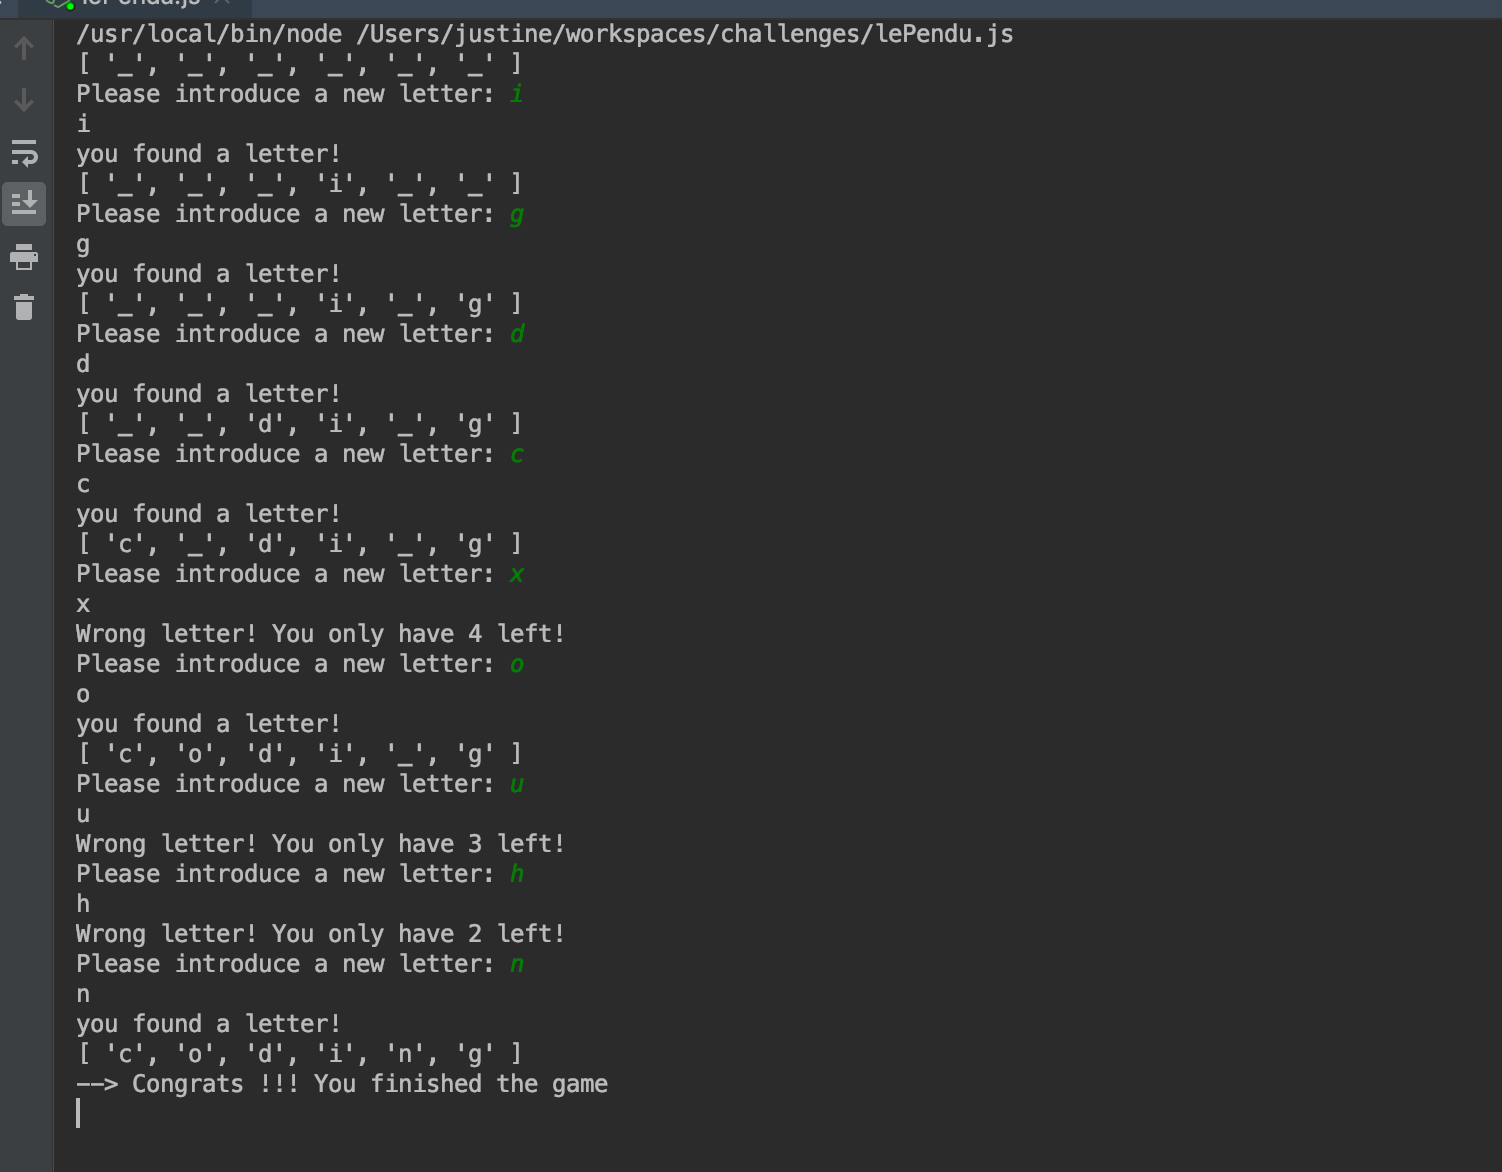 lePendu.js
/usr/local/bin/node /Users/justine/workspaces/challenges/lePendu.js
[ '_', '_', '_', '_', '_', '_' ]
Please introduce a new letter: i
i
you found a letter!
[ '_', '_', '_', 'i', '_', '_' ]
Please introduce a new letter: g
g
you found a letter!
[ '_', '_', '_', 'i', '_', 'g' ]
Please introduce a new letter: d
d
you found a letter!
[ '_', '_', 'd', 'i', '_', 'g' ]
Please introduce a new letter: c
c
you found a letter!
[ 'c', '_', 'd', 'i', '_', 'g' ]
Please introduce a new letter: x
x
Wrong letter! You only have 4 left!
Please introduce a new letter: o
o
you found a letter!
[ 'c', 'o', 'd', 'i', '_', 'g' ]
Please introduce a new letter: u
u
Wrong letter! You only have 3 left!
Please introduce a new letter: h
h
Wrong letter! You only have 2 left!
Please introduce a new letter: n
n
you found a letter!
[ 'c', 'o', 'd', 'i', 'n', 'g' ]
--> Congrats !!! You finished the game